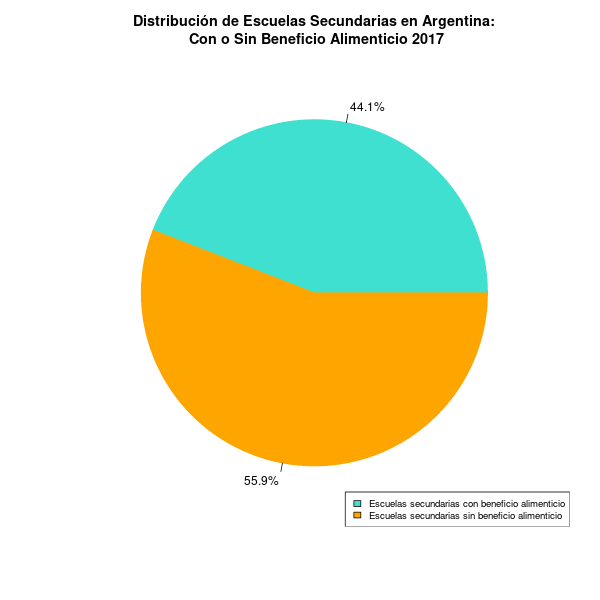 Distribución de Escuelas Secundarias en Argentina:
Con o Sin Beneficio Alimenticio 2017
44.1%
55.9%
Escuelas secundarias con beneficio alimenticio
Escuelas secundarias sin beneficio alimenticio